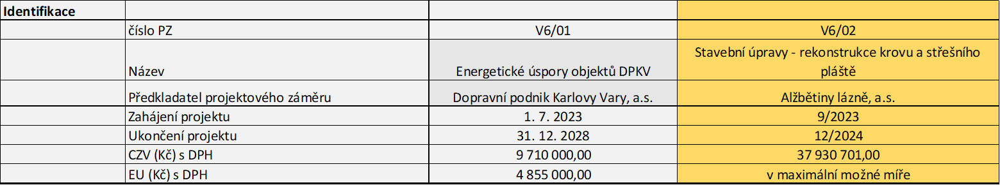 Identifikace
číslo PZ V6/01 V6/02
Název Energetické úspory objektů DPKV Stavební úpravy - rekonstrukce krovu a střešního
pláště
Předkladatel projektového záměru Dopravní podnik Karlovy Vary, a.s. Alžbětiny lázně, a.s.
Zahájení projektu 1. 7. 2023 9/2023
Ukončení projektu 31. 12. 2028 12/2024
CZV (Kč) s DPH 9 710 000,00 37 930 701,00
EU (Kč) s DPH 4 855 000,00 v maximální možné míře